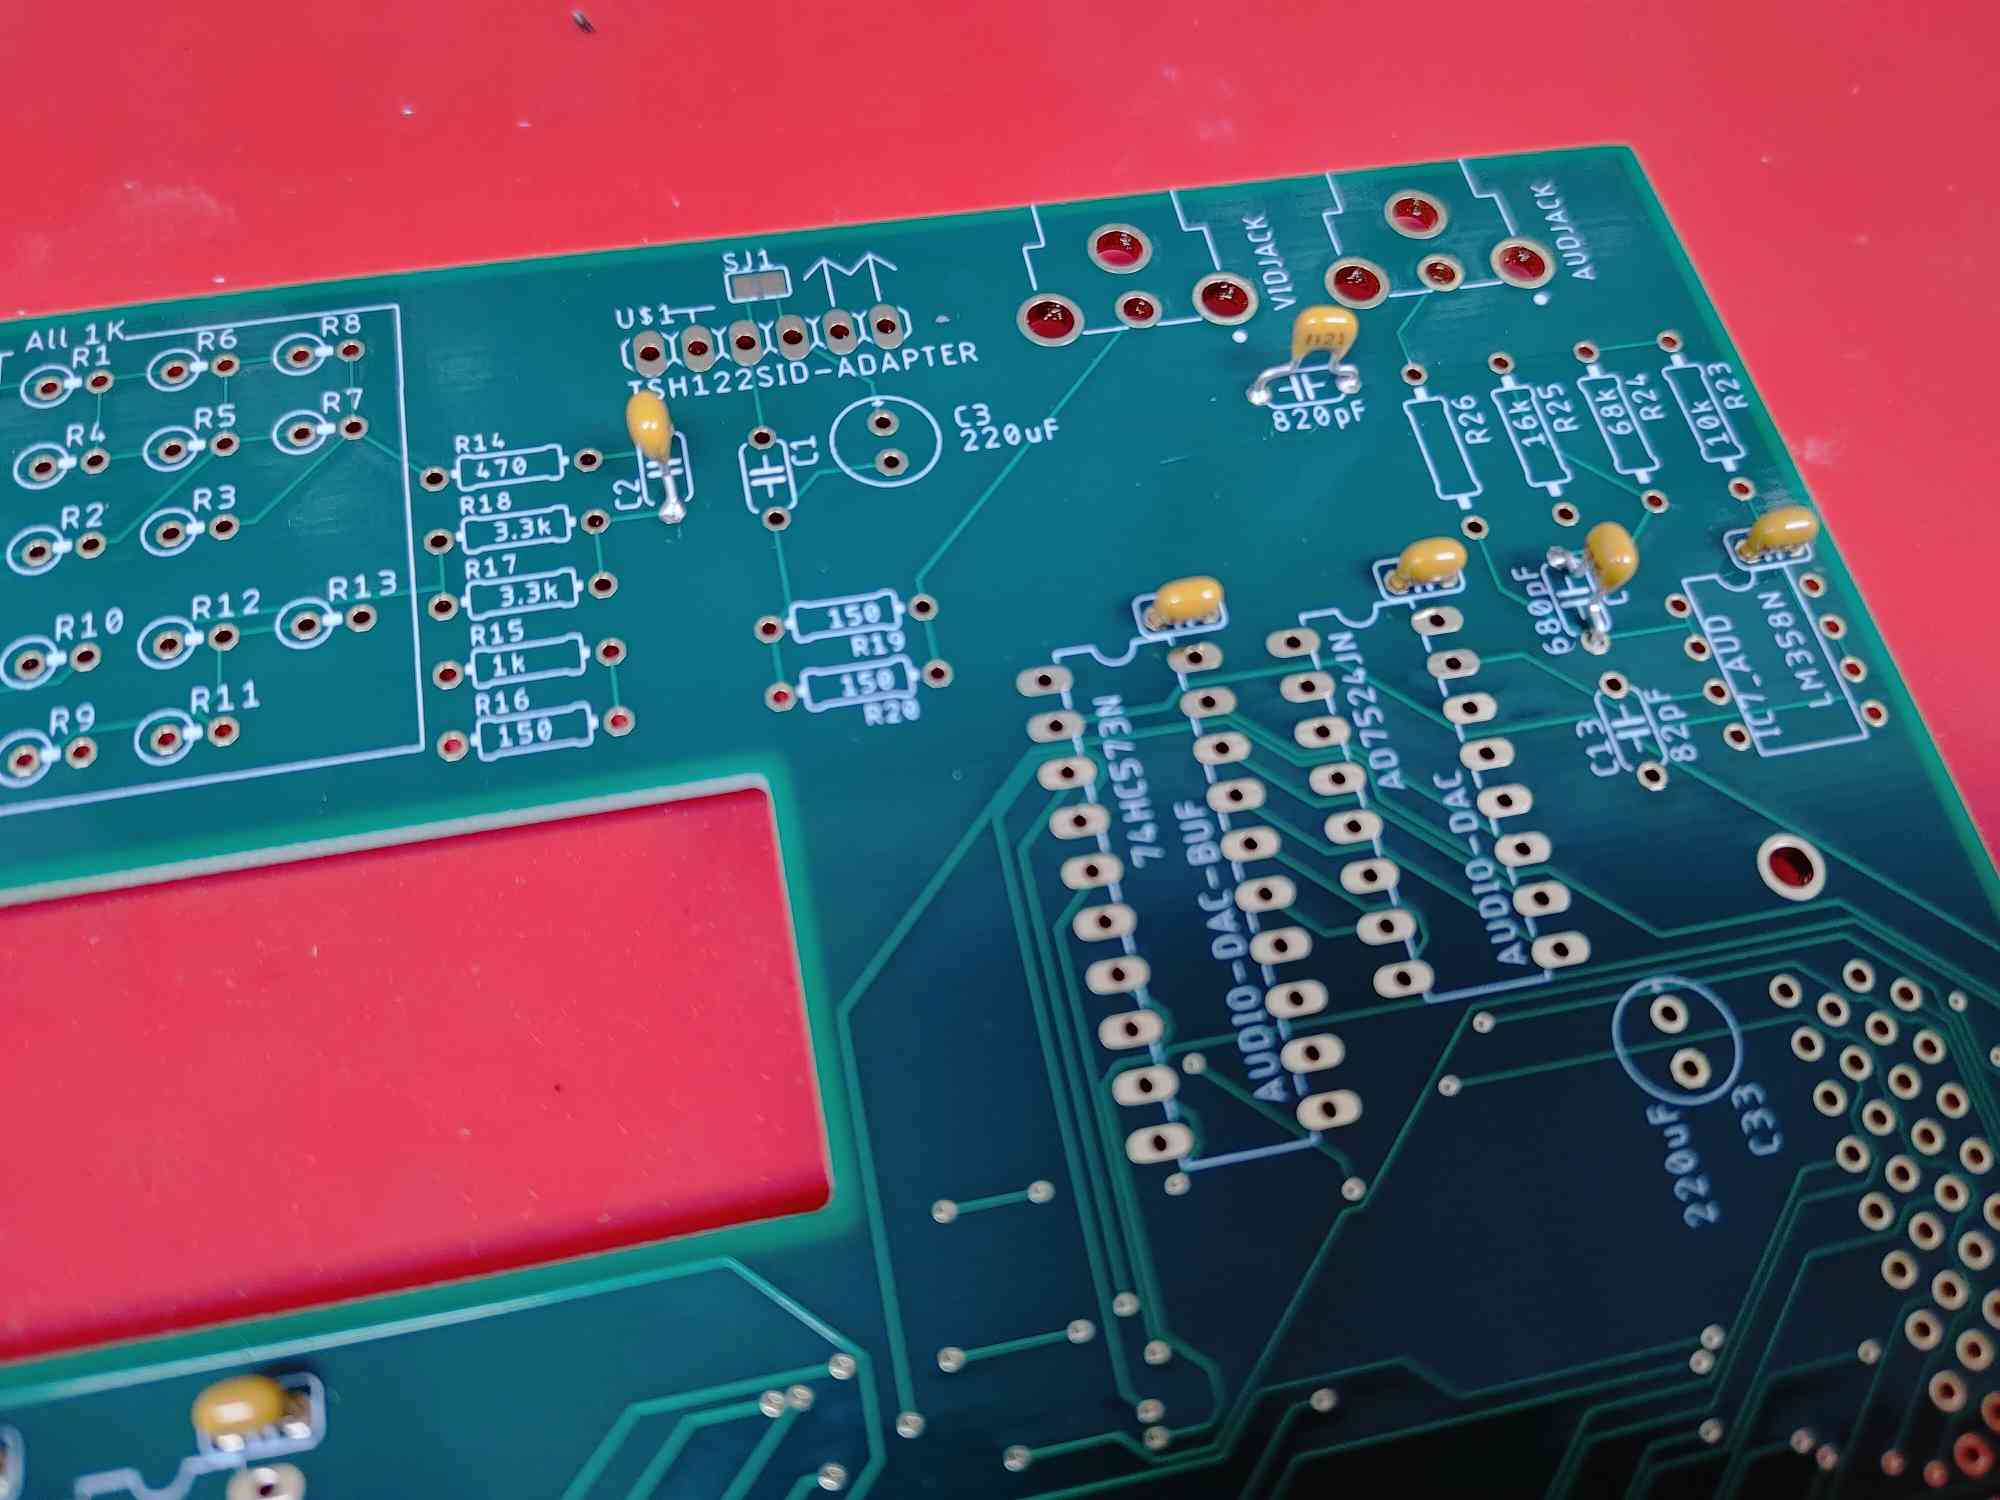 All 1K
R1
R6
R8
R4
R5
R7
R2
R3
R10
R12
R13
R9
R11
SJ1
U$1
TSH122SID-ADAPTER
R14
470
R18
3.3k
R17
3.3k
R15
1k
R16
150
C2
C1
C3
220uF
150
R19
150
R20
VIDJACK
AUDJACK
820pF
R26
16k
R25
68k
R24
10k
R23
680pF
C13
82pF
IC7_AUD
LM358N
74HC573N
AUDIO-DAC-BUF
AD7524JN
AUDIO-DAC
220uF
C33